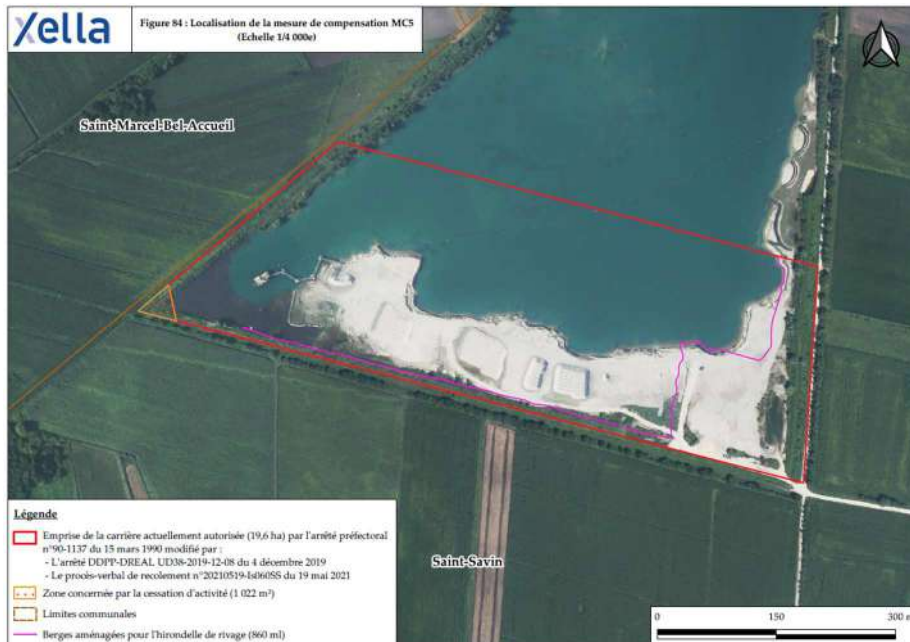 Xella
Figure 84 : Localisation de la mesure de compensation MC5
(Echelle 1/4 000e)
Saint-Marcel-Bel-Accueil
Saint-Savin
Légende
Emprise de la carrière actuellement autorisée (19,6 ha) par l'arrêté préfectoral
n°90-1137 du 15 mars 1990 modifié par :
- L'arrêté DDPP-DREAL UD38-2019-12-08 du 4 décembre 2019
- Le procès-verbal de recolement n°20210519-Is060SS du 19 mai 2021
Zone concernée par la cessation d'activité (1 022 m²)
Limites communales
Berges aménagées pour l'hirondelle de rivage (860 ml)
0 150 300 m